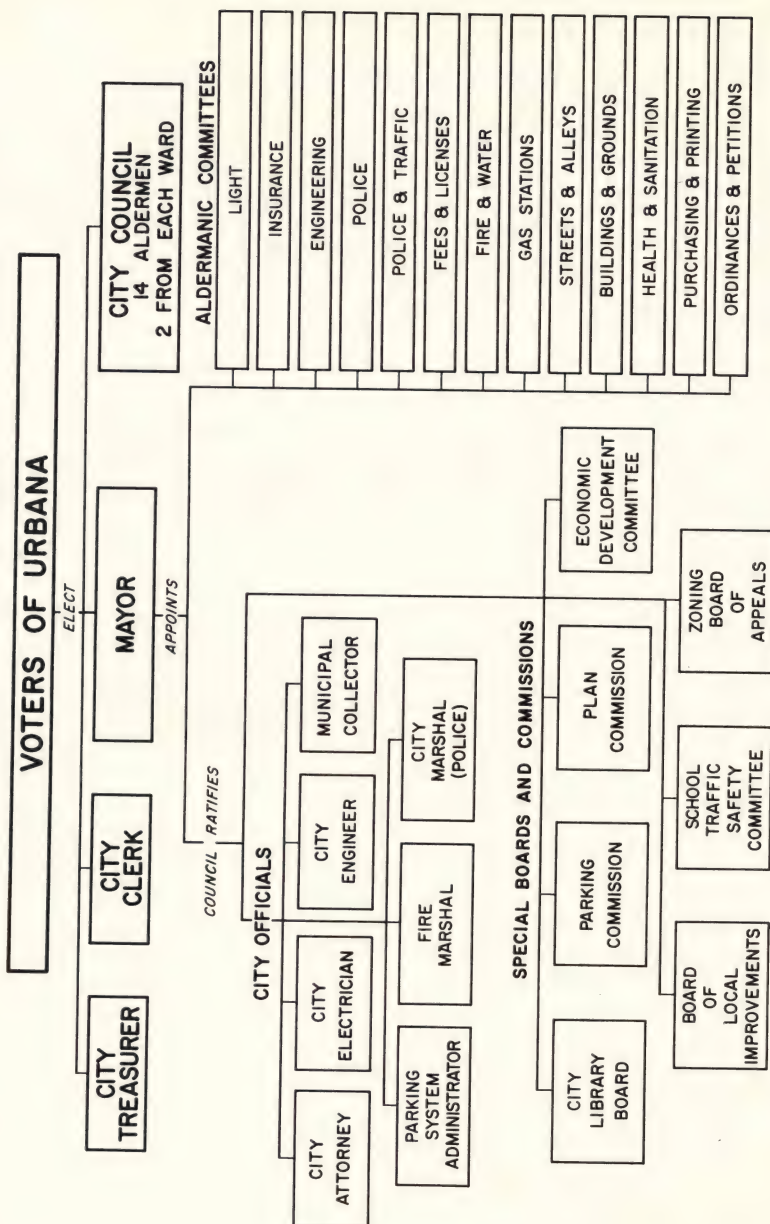 VOTERS OF URBANA
ELECT
CITY
TREASURER
CITY
CLERK
MAYOR
CITY COUNCIL
14 ALDERMEN
2 FROM EACH WARD
APPOINTS
COUNCIL RATIFIES
CITY OFFICIALS
CITY
ATTORNEY
CITY
ELECTRICIAN
CITY
ENGINEER
MUNICIPAL
COLLECTOR
PARKING
SYSTEM
ADMINISTRATOR
FIRE
MARSHAL
CITY
MARSHAL
(POLICE)
SPECIAL BOARDS AND COMMISSIONS
CITY
LIBRARY
BOARD
PARKING
COMMISSION
PLAN
COMMISSION
ECONOMIC
DEVELOPMENT
COMMITTEE
BOARD
OF
LOCAL
IMPROVEMENTS
SCHOOL
TRAFFIC
SAFETY
COMMITTEE
ZONING
BOARD
OF
APPEALS
ALDERMANIC COMMITTEES
LIGHT
INSURANCE
ENGINEERING
POLICE
POLICE & TRAFFIC
FEES & LICENSES
FIRE & WATER
GAS STATIONS
STREETS & ALLEYS
BUILDINGS & GROUNDS
HEALTH & SANITATION
PURCHASING & PRINTING
ORDINANCES & PETITIONS